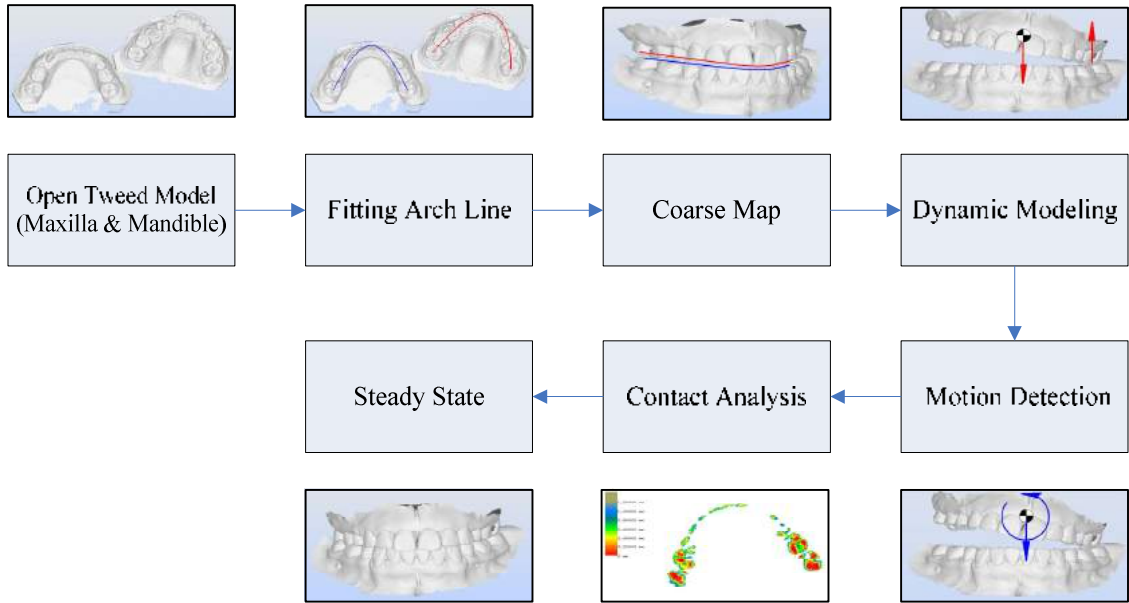 Open Tweed Model
(Maxilla & Mandible)
Fitting Arch Line
Coarse Map
Dynamic Modeling
Steady State
Contact Analysis
Motion Detection